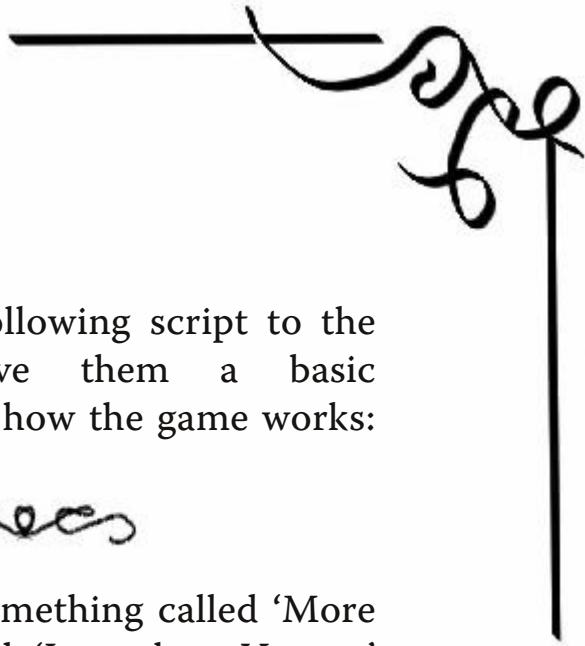 ollowing script to the
ve them a basic
how the game works:
mething called ‘More